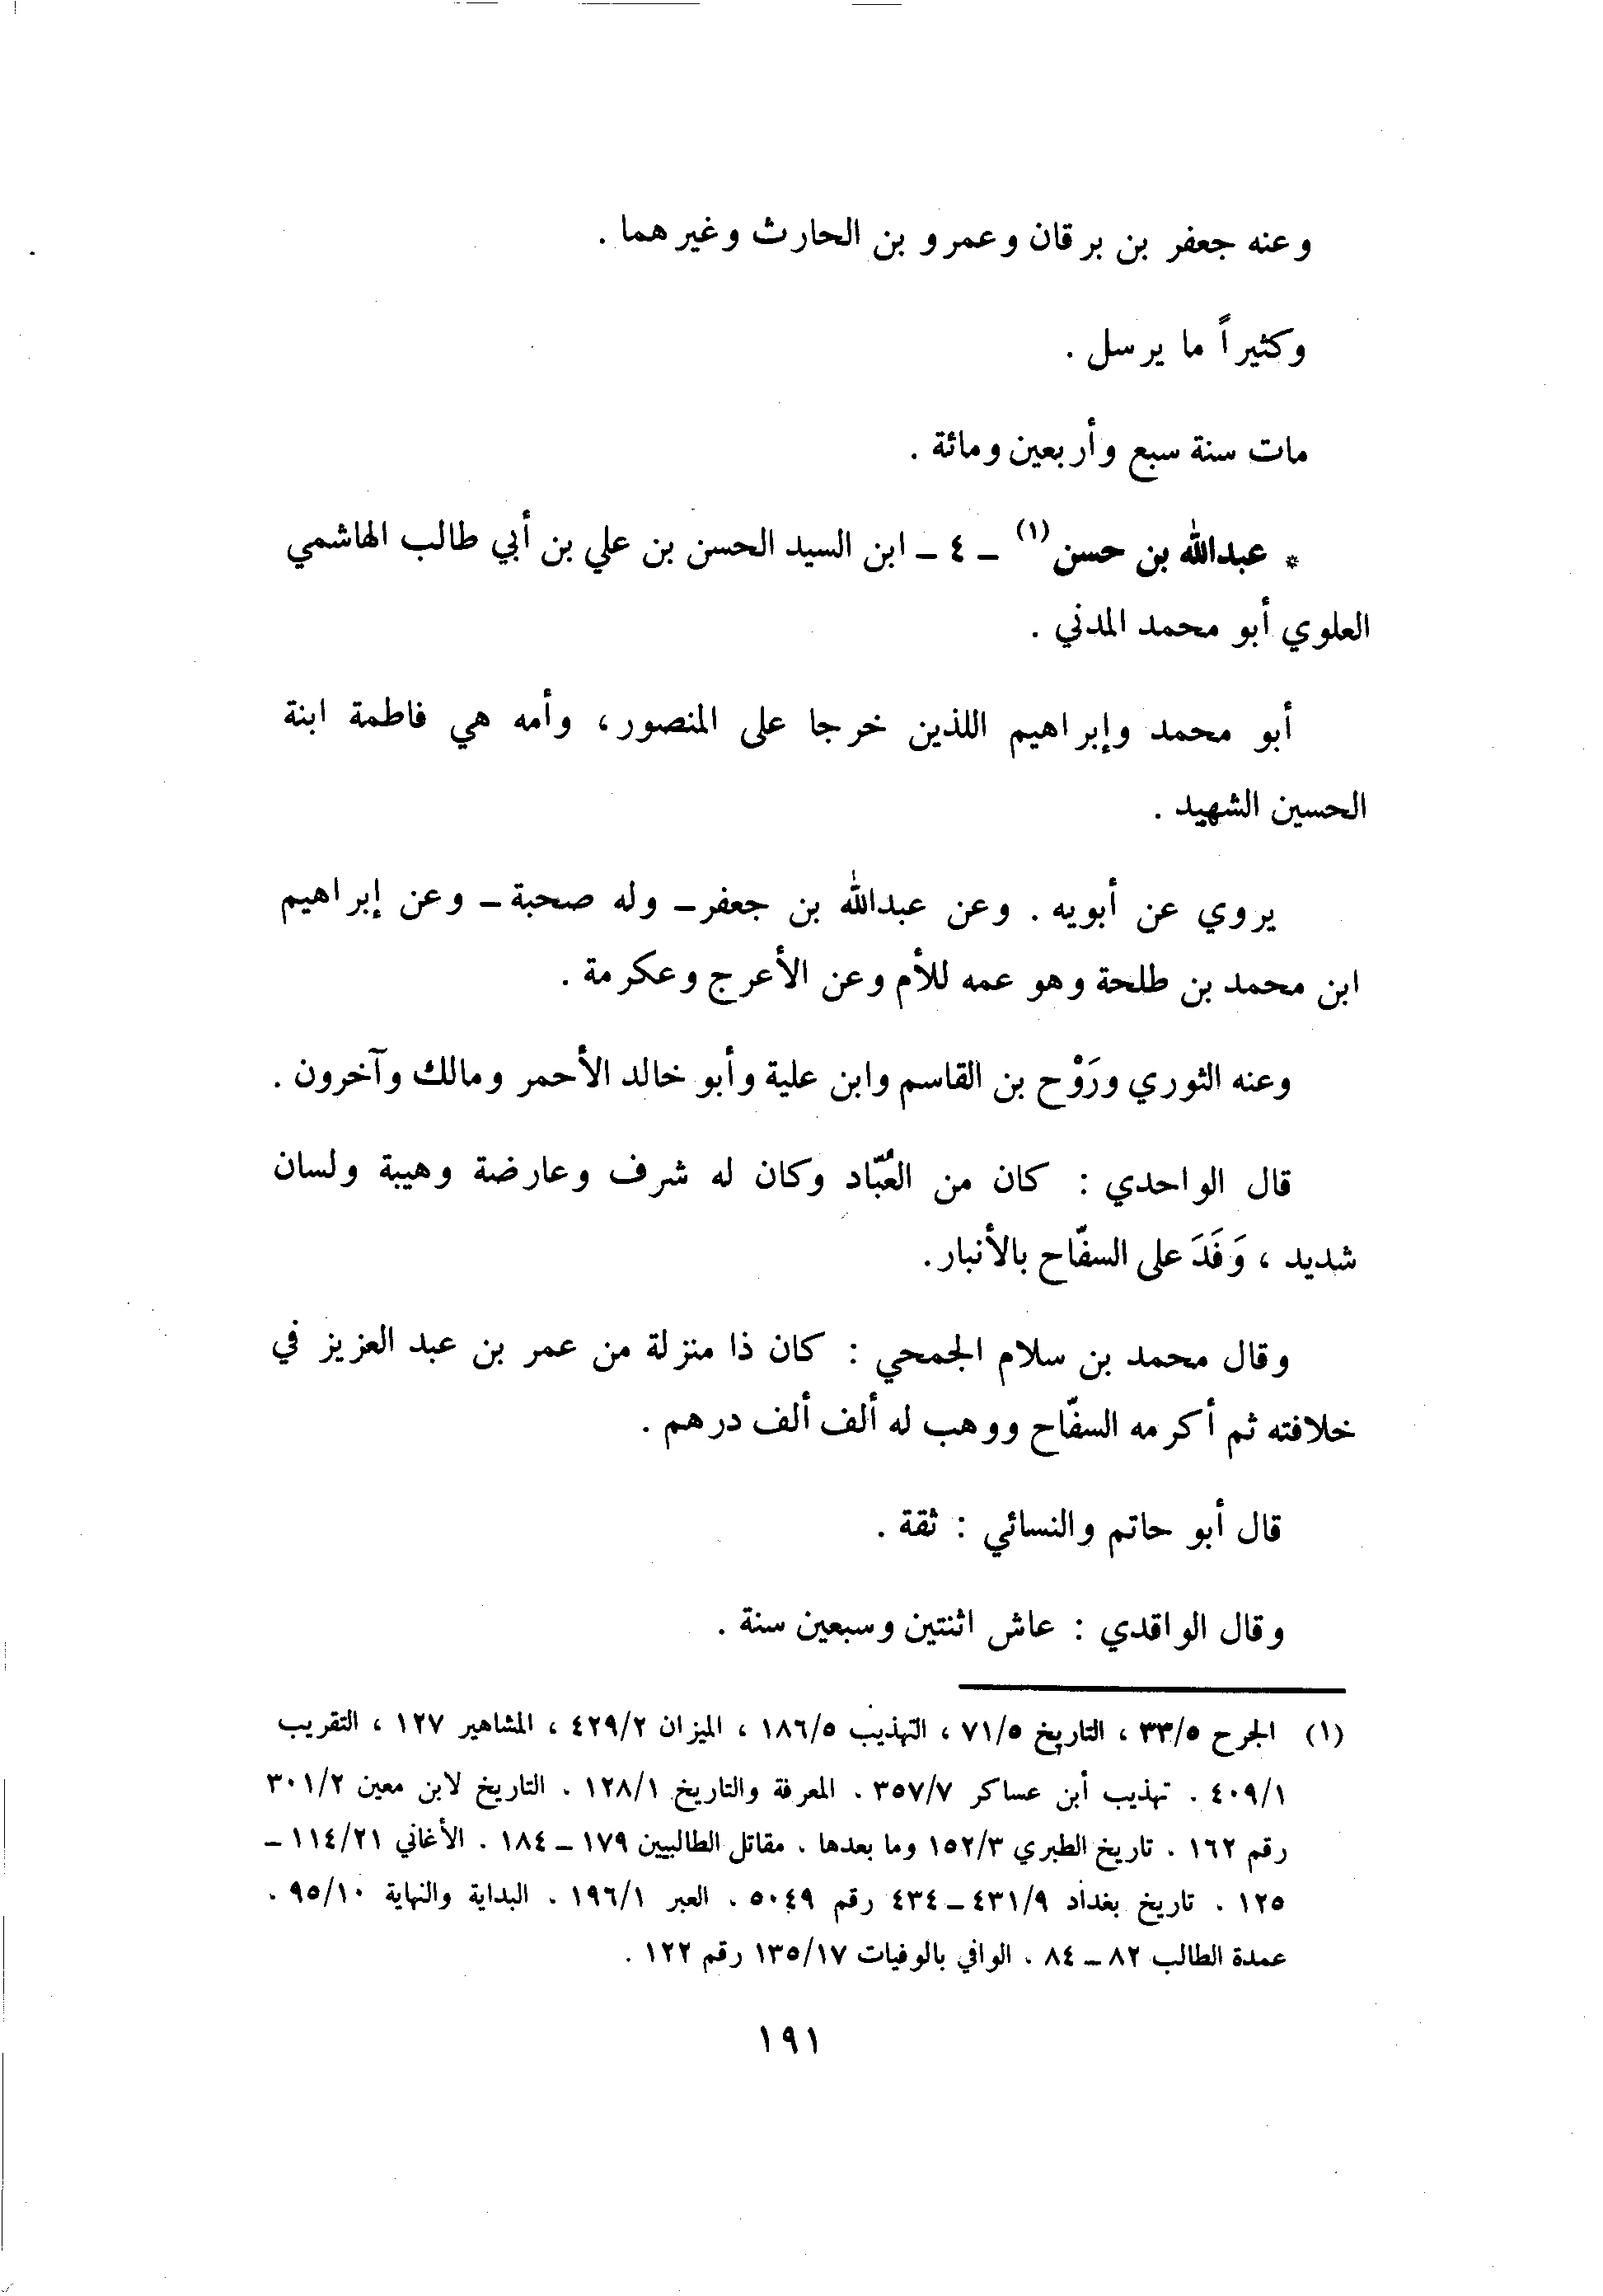 وعنه جعفر بن برقان وعمرو بن الحارث وغيرهما .
وكثيراً ما يرسل .
مات سنة سبع وأربعين ومائة .
* عبدالله بن حسن (١) ــ ٤ ــ ابن السيد الحسن بن علي بن أبي طالب الهاشمي
العلوي أبو محمد المدني .
أبو محمد وإبراهيم اللذين خرجا على المنصور ، وأمه هي فاطمة ابنة
الحسين الشهيد .
يروي عن أبويه . وعن عبدالله بن جعفر ــ وله صحبة ــ وعن إبراهيم
ابن محمد بن طلحة وهو عمه للأم وعن الأعرج وعكرمة .
وعنه الثوري ورَوْح بن القاسم وابن علية وأبو خالد الأحمر ومالك وآخرون .
قال الواحدي : كان من العُبّاد وكان له شرف وعارضة وهيبة ولسان
شديد ، وَفَدَ على السفّاح بالأنبار .
وقال محمد بن سلام الجمحي : كان ذا منزلة من عمر بن عبد العزيز في
خلافته ثم أكرمه السفّاح ووهب له ألف ألف درهم .
قال أبو حاتم والنسائي : ثقة .
وقال الواقدي : عاش اثنتين وسبعين سنة .
(١) الجرح ٣٣/٥ ، التاريخ ٧١/٥ ، التهذيب ١٨٦/٥ ، الميزان ٤٢٩/٢ ، المشاهير ١٢٧ ، التقريب
٤٠٩/١ . تهذيب أبن عساكر ٣٥٧/٧ . المعرفة والتاريخ ١٢٨/١ . التاريخ لابن معين ٣٠١/٢
رقم ١٦٢ . تاريخ الطبري ١٥٢/٣ وما بعدها . مقاتل الطالبيين ١٧٩ ــ ١٨٤ . الأغاني ١١٤/٢١ ــ
١٢٥ . تاريخ بغداد ٤٣١/٩ ــ ٤٣٤ رقم ٥٠٤٩ . العبر ١٩٦/١ . البداية والنهاية ٩٥/١٠ .
عمدة الطالب ٨٢ ــ ٨٤ . الوافي بالوفيات ١٣٥/١٧ رقم ١٢٢ .
١٩١